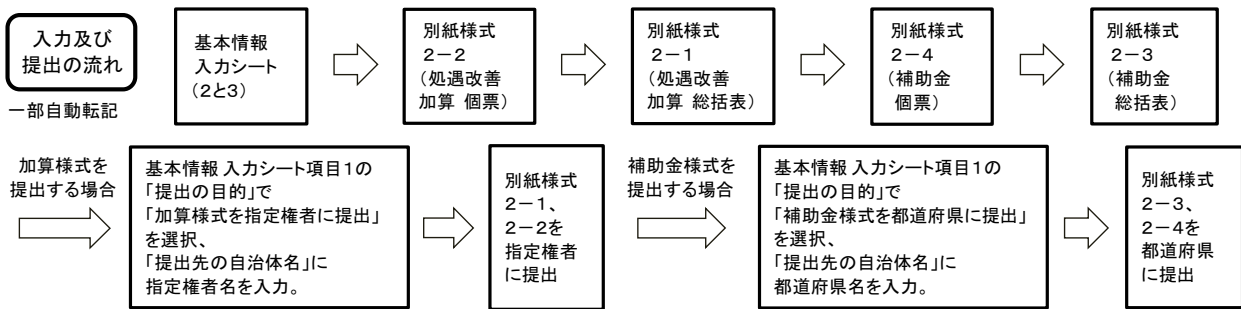 入力及び
提出の流れ
一部自動転記
基本情報
入力シート
(2と3)
別紙様式
2-2
(処遇改善
加算 個票)
別紙様式
2-1
(処遇改善
加算 総括表)
別紙様式
2-4
(補助金
個票)
別紙様式
2-3
(補助金
総括表)
加算様式を
提出する場合
基本情報 入力シート項目1の
「提出の目的」で
「加算様式を指定権者に提出」
を選択、
「提出先の自治体名」に
指定権者名を入力。
別紙様式
2-1、
2-2を
指定権者
に提出
補助金様式を
提出する場合
基本情報 入力シート項目1の
「提出の目的」で
「補助金様式を都道府県に提出」
を選択、
「提出先の自治体名」に
都道府県名を入力。
別紙様式
2-3、
2-4を
都道府県
に提出